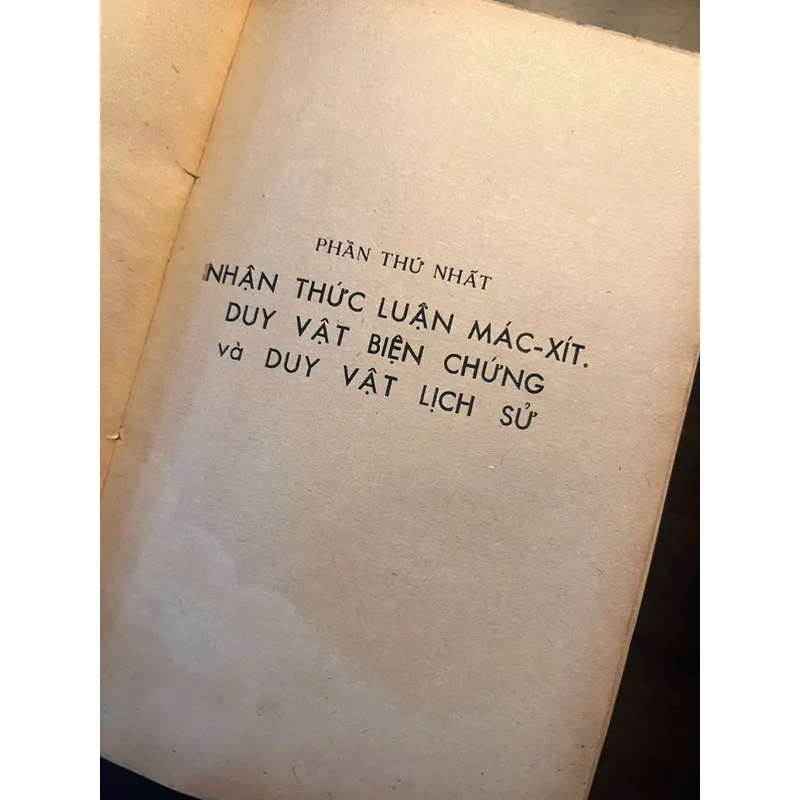 PHẦN THỨ NHẤT
NHẬN THỨC LUẬN MÁC-XÍT.
DUY VẬT BIỆN CHỨNG
và DUY VẬT LỊCH SỬ